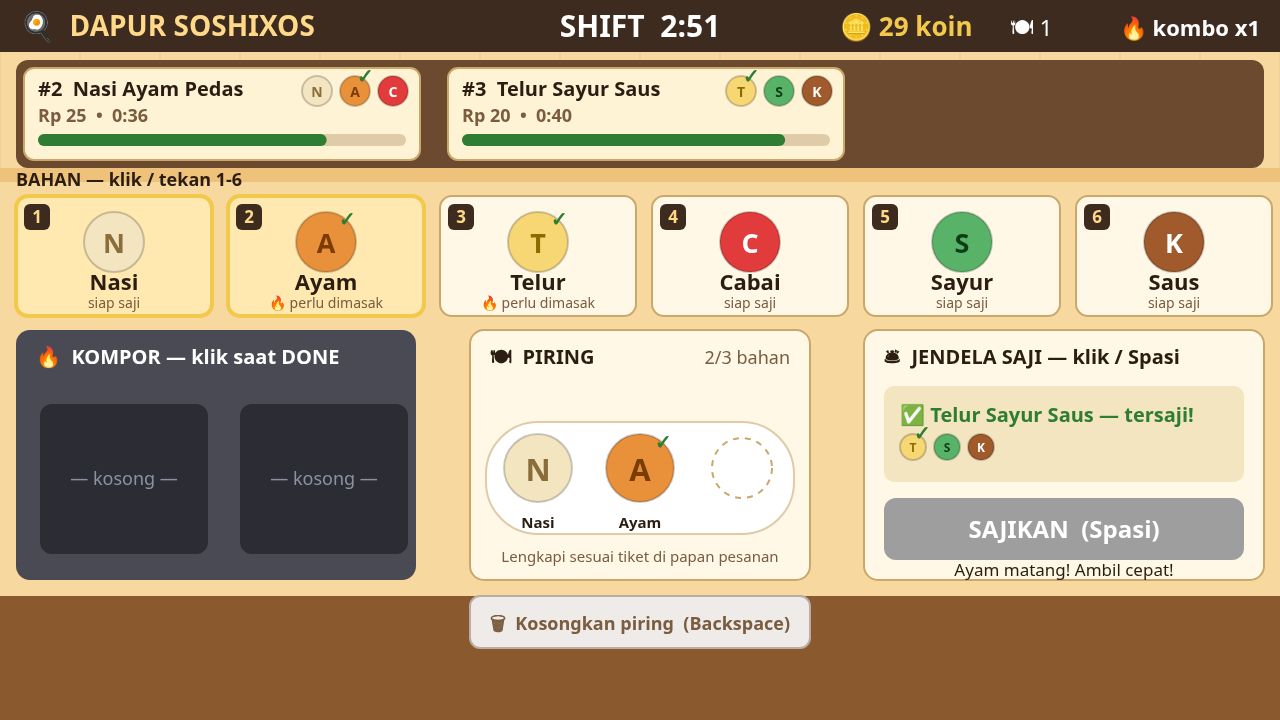 DAPUR SOSHIXOS
SHIFT 2:51
29 koin
1
kombo x1
#2 Nasi Ayam Pedas
N A C
Rp 25 • 0:36
#3 Telur Sayur Saus
T S K
Rp 20 • 0:40
BAHAN — klik / tekan 1-6
1
N
Nasi
siap saji
2
A
Ayam
perlu dimasak
3
T
Telur
perlu dimasak
4
C
Cabai
siap saji
5
S
Sayur
siap saji
6
K
Saus
siap saji
KOMPOR — klik saat DONE
— kosong —
— kosong —
PIRING
2/3 bahan
N
A
Nasi
Ayam
Lengkapi sesuai tiket di papan pesanan
JENDELA SAJI — klik / Spasi
Telur Sayur Saus — tersaji!
T S K
SAJIKAN (Spasi)
Ayam matang! Ambil cepat!
Kosongkan piring (Backspace)